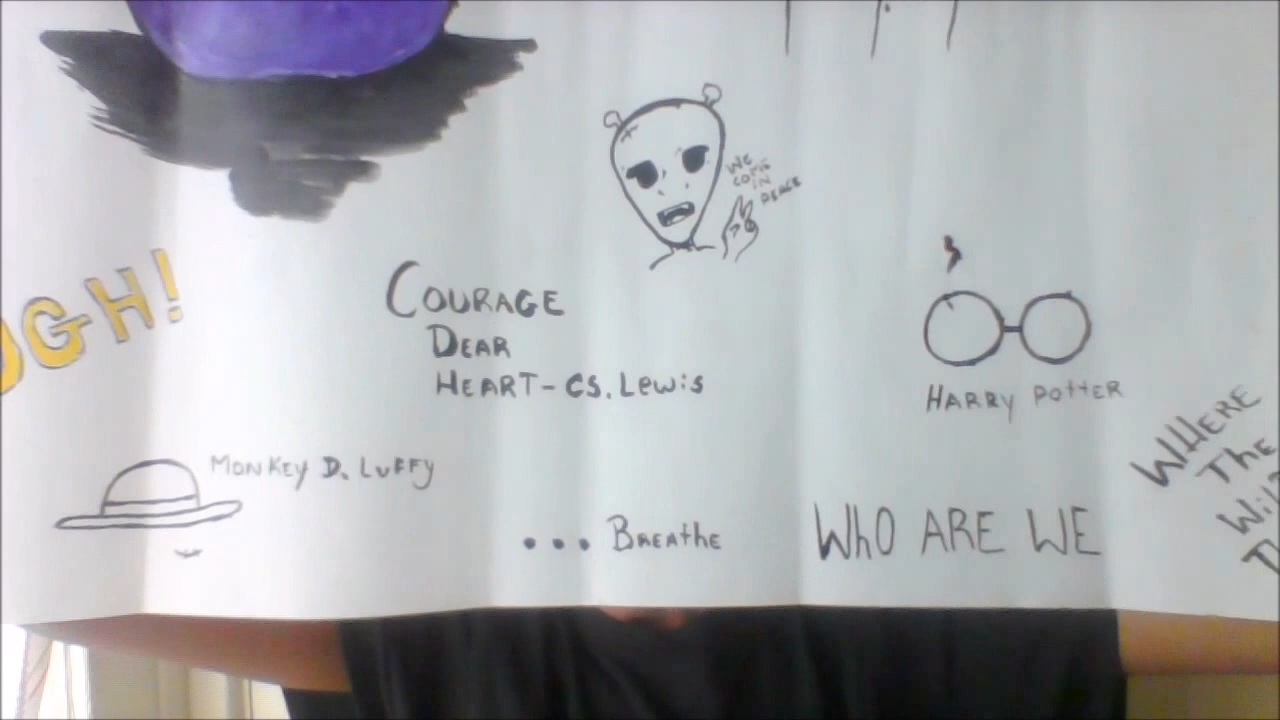 WE
COME
IN
PEACE
UGH!
COURAGE
DEAR
HEART - CS. Lewis
HARRY POTTER
MONKEY D. LUFFY
... BREAthe
WhO ARE WE
WHERE
The